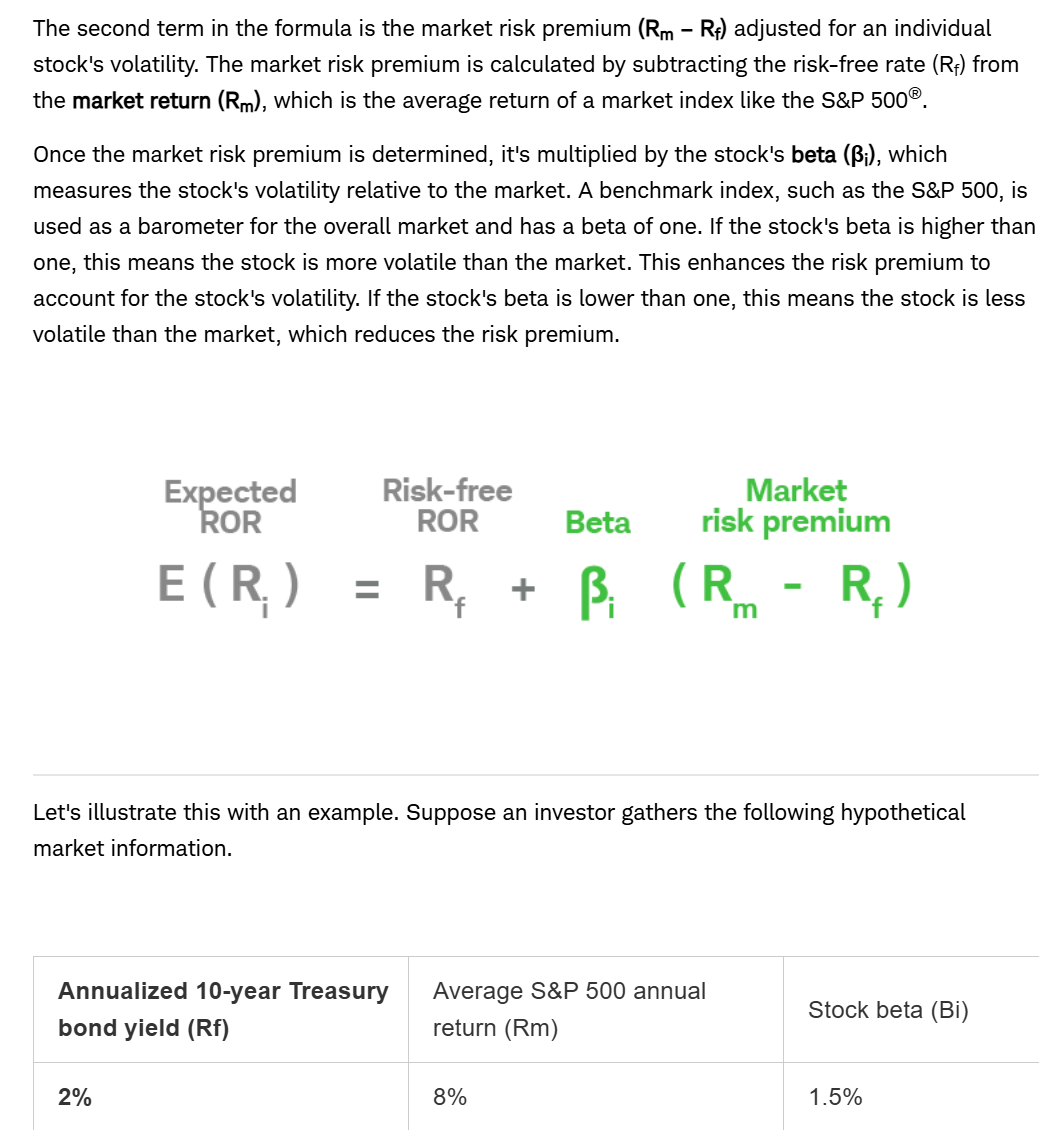 The second term in the formula is the market risk premium (Rm – Rf) adjusted for an individual
stock's volatility. The market risk premium is calculated by subtracting the risk-free rate (Rf) from
the market return (Rm), which is the average return of a market index like the S&P 500®.
Once the market risk premium is determined, it's multiplied by the stock's beta (βi), which
measures the stock's volatility relative to the market. A benchmark index, such as the S&P 500, is
used as a barometer for the overall market and has a beta of one. If the stock's beta is higher than
one, this means the stock is more volatile than the market. This enhances the risk premium to
account for the stock's volatility. If the stock's beta is lower than one, this means the stock is less
volatile than the market, which reduces the risk premium.
Expected Risk-free Market
ROR ROR Beta risk premium
E ( Ri ) = Rf + βi ( Rm - Rf )
Let's illustrate this with an example. Suppose an investor gathers the following hypothetical
market information.
Annualized 10-year Treasury
bond yield (Rf)
Average S&P 500 annual
return (Rm)
Stock beta (Bi)
2% 8% 1.5%